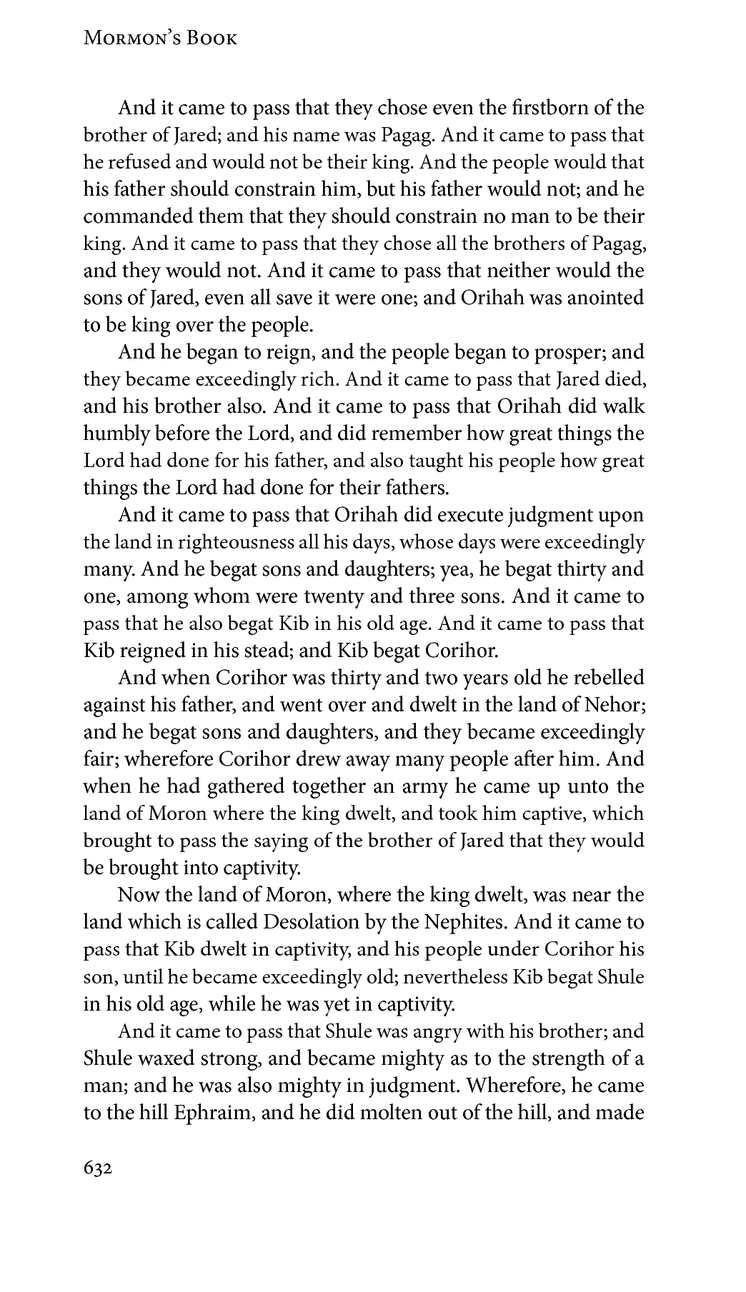 Mormon’s Book
And it came to pass that they chose even the firstborn of the
brother of Jared; and his name was Pagag. And it came to pass that
he refused and would not be their king. And the people would that
his father should constrain him, but his father would not; and he
commanded them that they should constrain no man to be their
king. And it came to pass that they chose all the brothers of Pagag,
and they would not. And it came to pass that neither would the
sons of Jared, even all save it were one; and Orihah was anointed
to be king over the people.
And he began to reign, and the people began to prosper; and
they became exceedingly rich. And it came to pass that Jared died,
and his brother also. And it came to pass that Orihah did walk
humbly before the Lord, and did remember how great things the
Lord had done for his father, and also taught his people how great
things the Lord had done for their fathers.
And it came to pass that Orihah did execute judgment upon
the land in righteousness all his days, whose days were exceedingly
many. And he begat sons and daughters; yea, he begat thirty and
one, among whom were twenty and three sons. And it came to
pass that he also begat Kib in his old age. And it came to pass that
Kib reigned in his stead; and Kib begat Corihor.
And when Corihor was thirty and two years old he rebelled
against his father, and went over and dwelt in the land of Nehor;
and he begat sons and daughters, and they became exceedingly
fair; wherefore Corihor drew away many people after him. And
when he had gathered together an army he came up unto the
land of Moron where the king dwelt, and took him captive, which
brought to pass the saying of the brother of Jared that they would
be brought into captivity.
Now the land of Moron, where the king dwelt, was near the
land which is called Desolation by the Nephites. And it came to
pass that Kib dwelt in captivity, and his people under Corihor his
son, until he became exceedingly old; nevertheless Kib begat Shule
in his old age, while he was yet in captivity.
And it came to pass that Shule was angry with his brother; and
Shule waxed strong, and became mighty as to the strength of a
man; and he was also mighty in judgment. Wherefore, he came
to the hill Ephraim, and he did molten out of the hill, and made
632